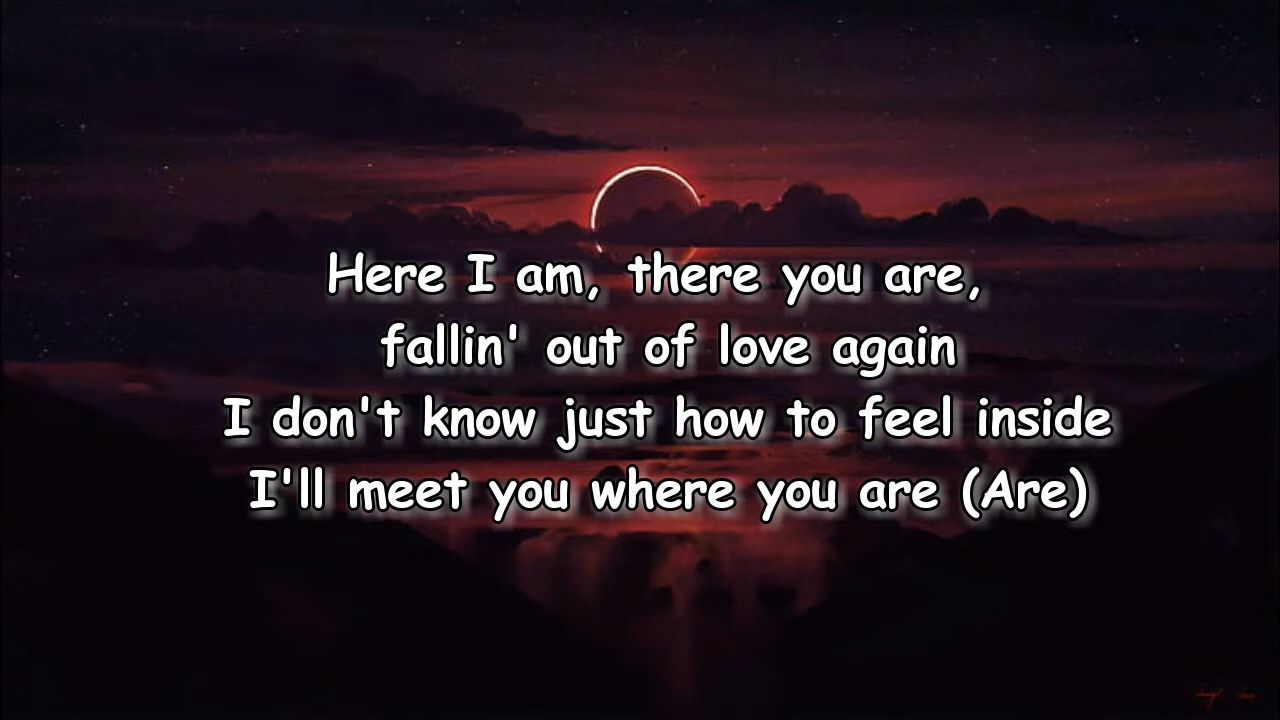 Here I am, there you are,
fallin' out of love again
I don't know just how to feel inside
I'll meet you where you are (Are)